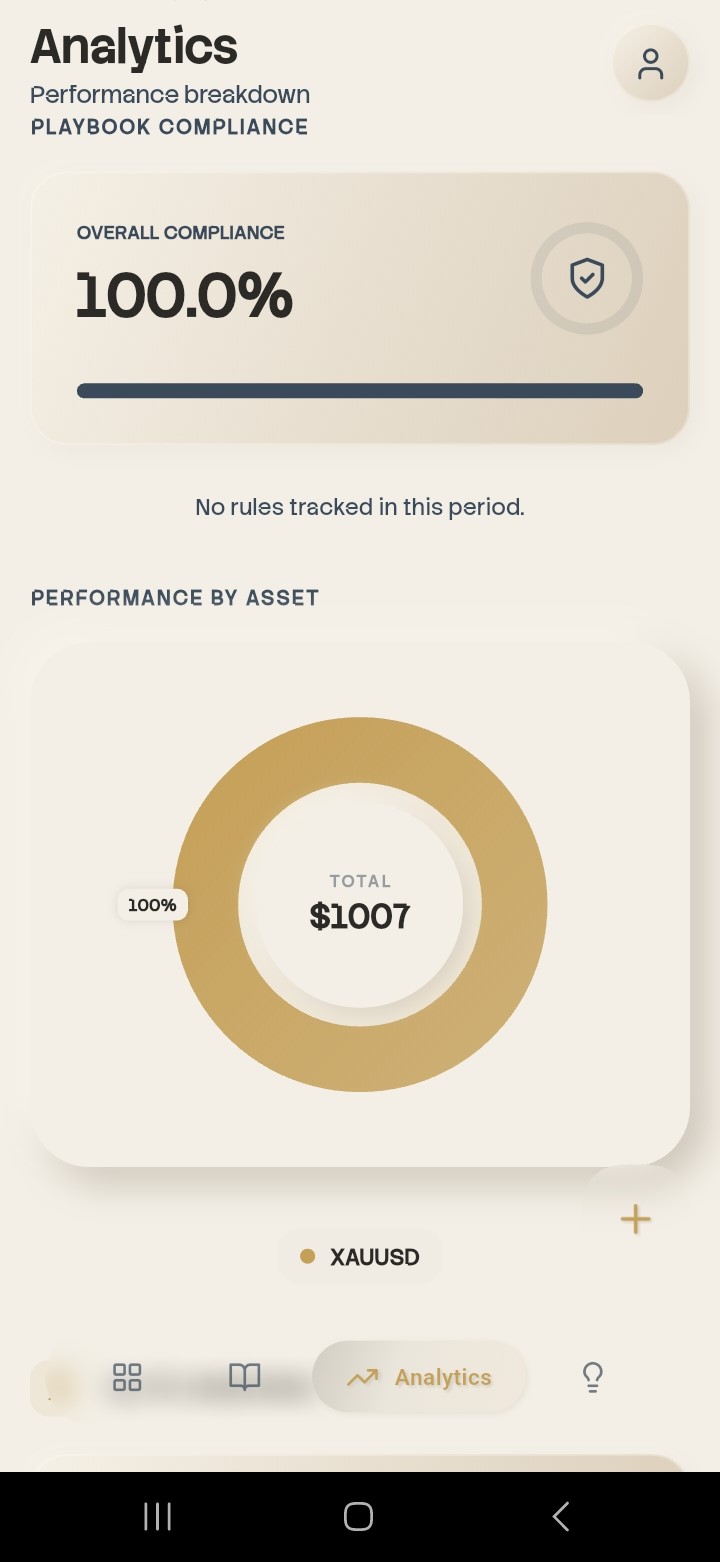 Analytics
Performance breakdown
PLAYBOOK COMPLIANCE
OVERALL COMPLIANCE
100.0%
No rules tracked in this period.
PERFORMANCE BY ASSET
100%
TOTAL
$1007
XAUUSD
Analytics